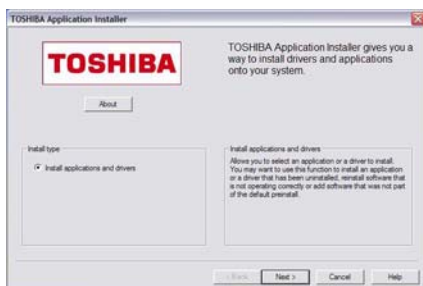 TOSHIBA Application Installer
TOSHIBA
TOSHIBA Application Installer gives you a
way to install drivers and applications
onto your system.
About
Install type
Install applications and drivers
Install applications and drivers
Allows you to select an application or a driver to install.
You may want to use this function to install an application
or a driver that has been uninstalled, reinstall software that
is not operating correctly or add software that was not part
of the default preinstall.
< Back
Next >
Cancel
Help